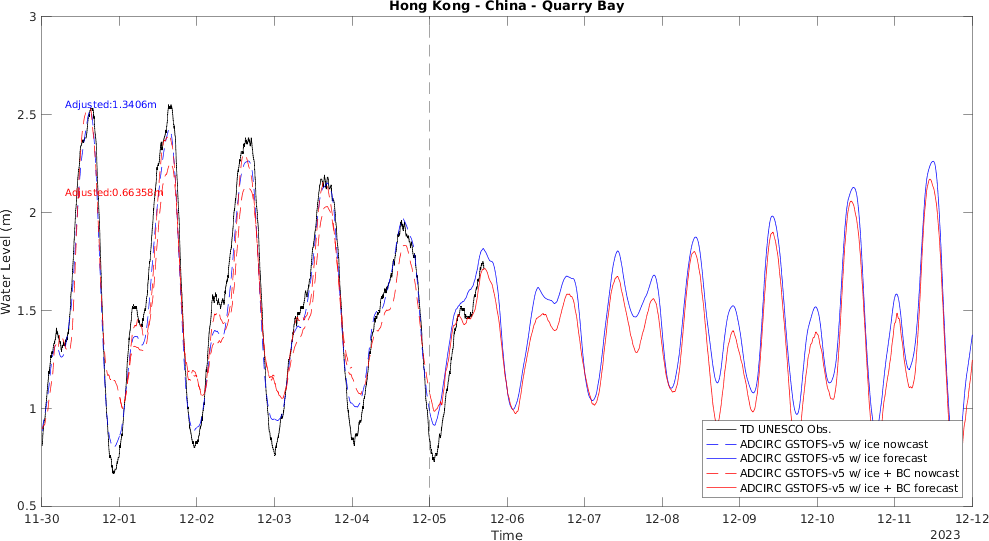 Hong Kong - China - Quarry Bay
3
2.5
2
1.5
1
0.5
Water Level (m)
Adjusted:1.3406m
Adjusted:0.66358m
TD UNESCO Obs.
ADCIRC GSTOFS-v5 w/ ice nowcast
ADCIRC GSTOFS-v5 w/ ice forecast
ADCIRC GSTOFS-v5 w/ ice + BC nowcast
ADCIRC GSTOFS-v5 w/ ice + BC forecast
11-30 12-01 12-02 12-03 12-04 12-05 12-06 12-07 12-08 12-09 12-10 12-11 12-12
Time
2023